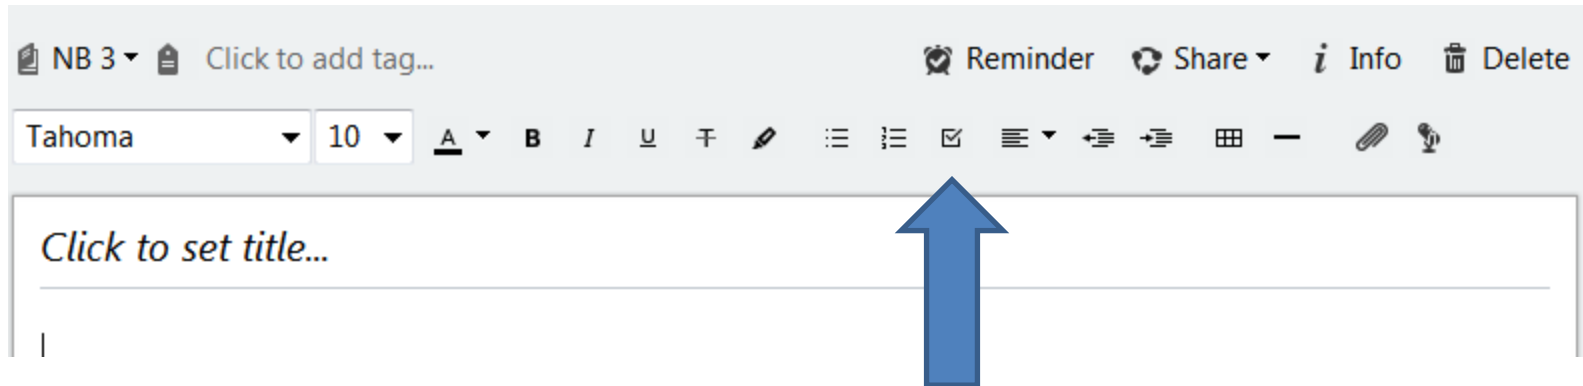 NB 3 Click to add tag... Reminder Share i Info Delete
Tahoma 10 A B I U T
Click to set title...